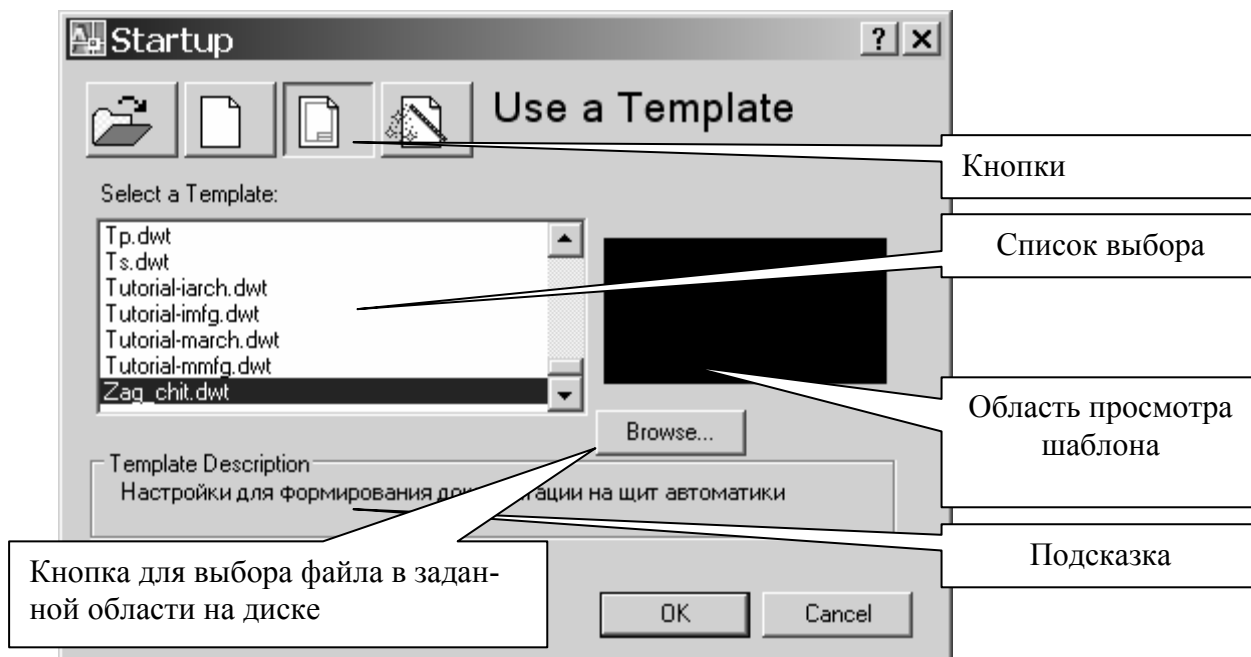 Startup
Use a Template
Кнопки
Select a Template:
Tp.dwt
Ts.dwt
Tutorial-iarch.dwt
Tutorial-imfg.dwt
Tutorial-march.dwt
Tutorial-mmfg.dwt
Zag_chit.dwt
Список выбора
Область просмотра
шаблона
Browse...
Template Description
Настройки для формирования док тации на щит автоматики
Подсказка
Кнопка для выбора файла в задан-
ной области на диске
OK
Cancel